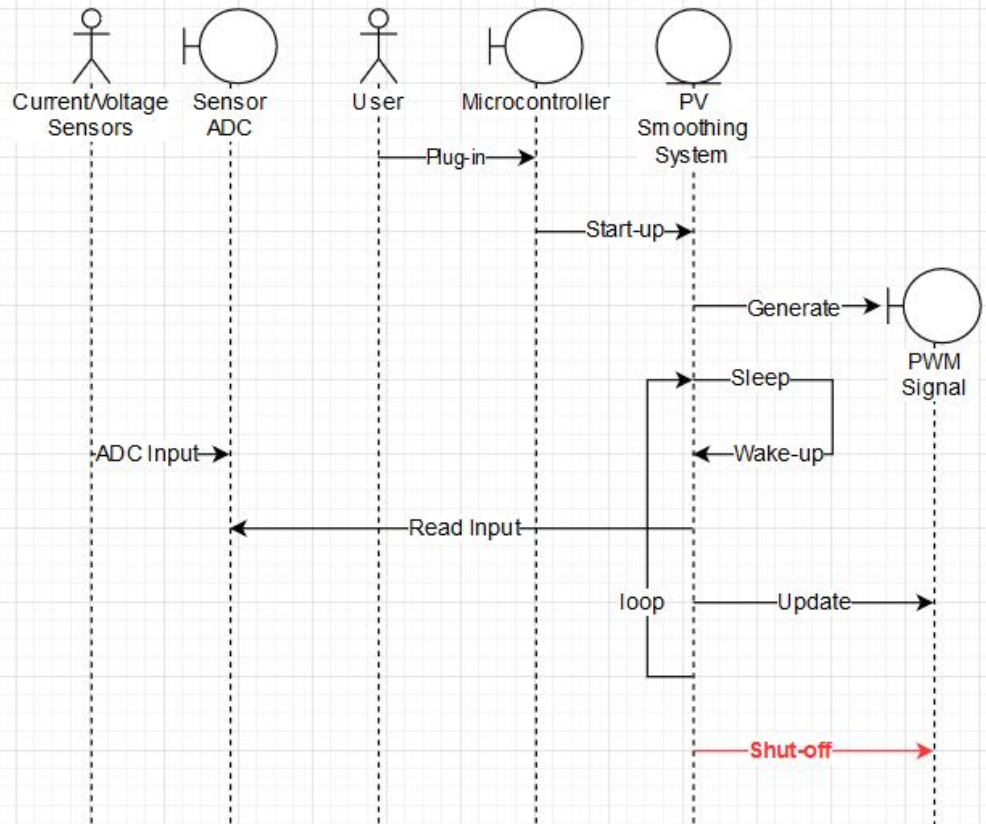 Current/Voltage
Sensors
Sensor
ADC
User
Microcontroller
PV
Smoothing
System
Plug-in
Start-up
Generate
PWM
Signal
Sleep
ADC Input
Wake-up
Read Input
loop
Update
Shut-off